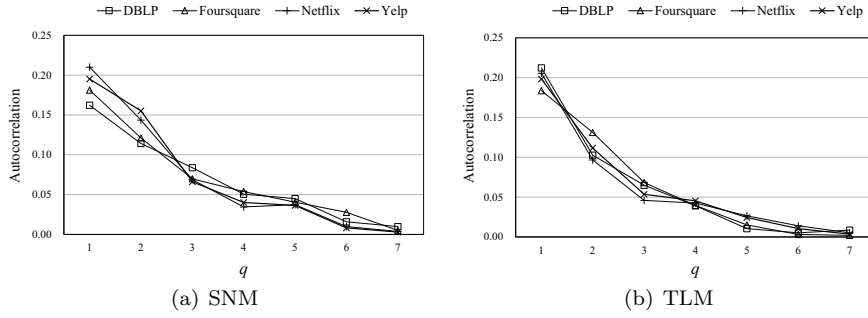 DBLP Foursquare Netflix Yelp
0.25
0.20
0.15
0.10
0.05
0.00
Autocorrelation
1 2 3 4 5 6 7
q
(a) SNM
DBLP Foursquare Netflix Yelp
0.25
0.20
0.15
0.10
0.05
0.00
Autocorrelation
1 2 3 4 5 6 7
q
(b) TLM